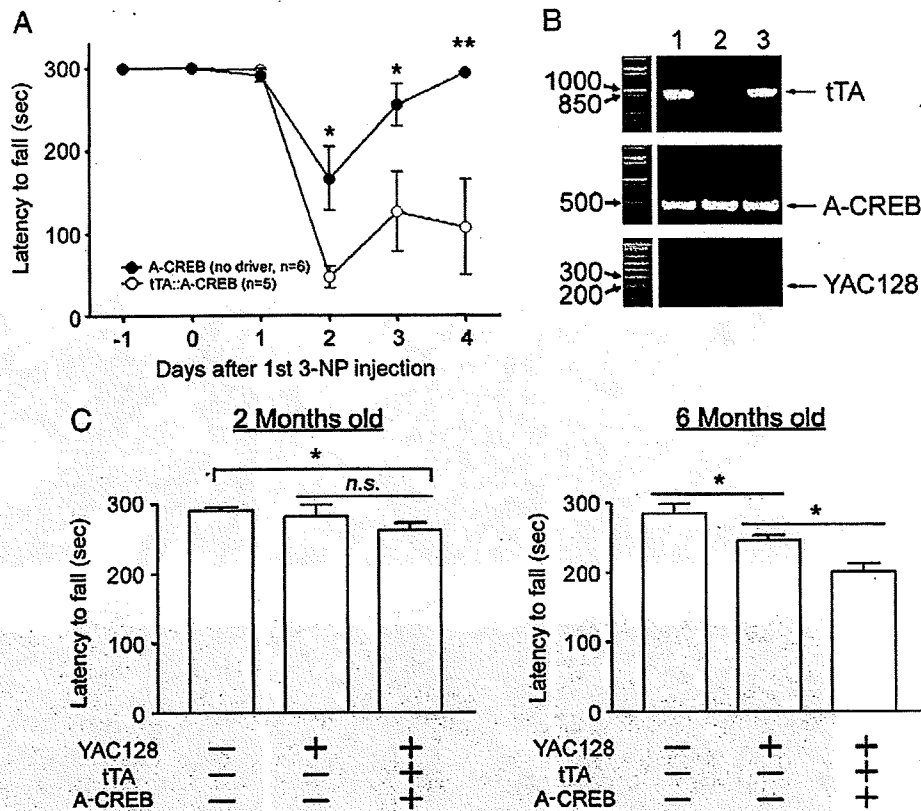 A
Latency to fall (sec)
300
200
100
0
* * **
A-CREB (no driver, n=6)
tTA::A-CREB (n=5)
-1 0 1 2 3 4
Days after 1st 3-NP injection
B
1 2 3
1000
850
tTA
500
A-CREB
300
200
YAC128
C
2 Months old
*
n.s.
Latency to fall (sec)
300
200
100
0
YAC128 – + +
tTA – – +
A-CREB – – +
6 Months old
*
*
Latency to fall (sec)
300
200
100
0
YAC128 – + +
tTA – – +
A-CREB – – +